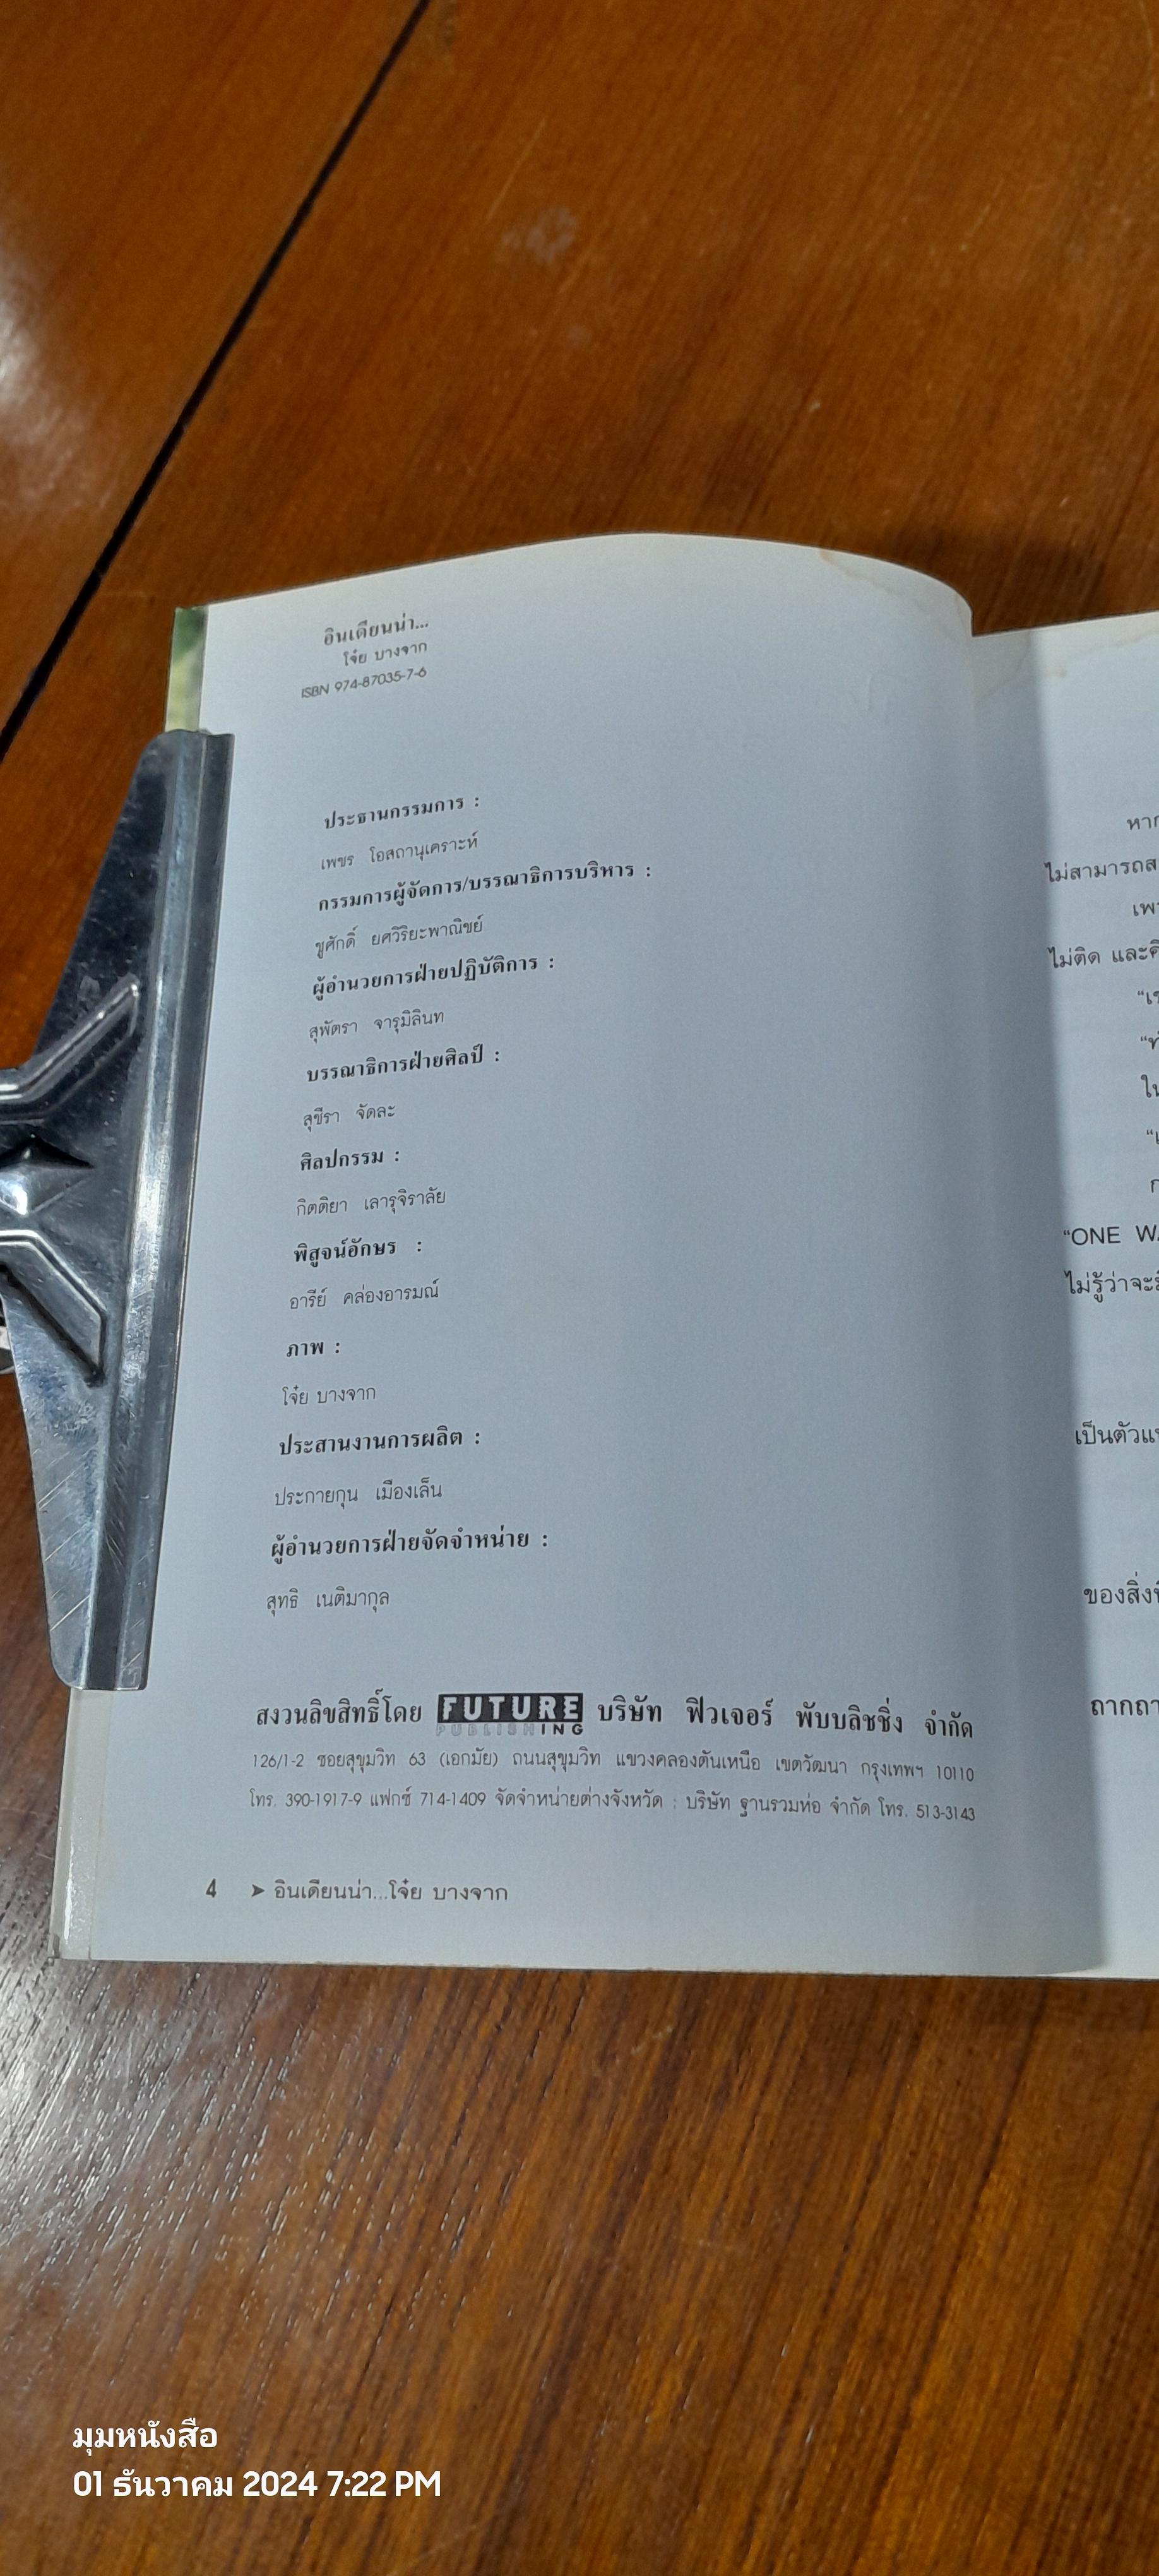 อินเดียนน่า...
โจ๋ย บางจาก
ISBN 974-87035-7-6
ประธานกรรมการ :
เพชร โอสถานุเคราะห์
กรรมการผู้จัดการ/บรรณาธิการบริหาร :
ชูศักดิ์ ยศวิริยะพาณิชย์
ผู้อำนวยการฝ่ายปฏิบัติการ :
สุพัตรา จารุมิลินท
บรรณาธิการฝ่ายศิลป์ :
สุชีรา จัดละ
ศิลปกรรม :
กิตติยา เลารุจิราลัย
พิสูจน์อักษร :
อารีย์ คล่องอารมณ์
ภาพ :
โจ๋ย บางจาก
ประสานงานการผลิต :
ประกายกุน เมืองเล็น
ผู้อำนวยการฝ่ายจัดจำหน่าย :
สุทธิ เนติมากุล
สงวนลิขสิทธิ์โดย FUTURE PUBLISHING บริษัท ฟิวเจอร์ พับบลิชชิ่ง จำกัด
126/1-2 ซอยสุขุมวิท 63 (เอกมัย) ถนนสุขุมวิท แขวงคลองตันเหนือ เขตวัฒนา กรุงเทพฯ 10110
โทร. 390-1917-9 แฟกซ์ 714-1409 จัดจำหน่ายต่างจังหวัด : บริษัท ฐานรวมห่อ จำกัด โทร. 513-3143
4 ➤ อินเดียนน่า...โจ๋ย บางจาก
ไม่สามารถ
ไม่ติด และ
ใน
"ONE
ไม่รู้ว่าจะ
เป็นตัว
ของสิ่ง
มุมหนังสือ
01 ธันวาคม 2024 7:22 PM